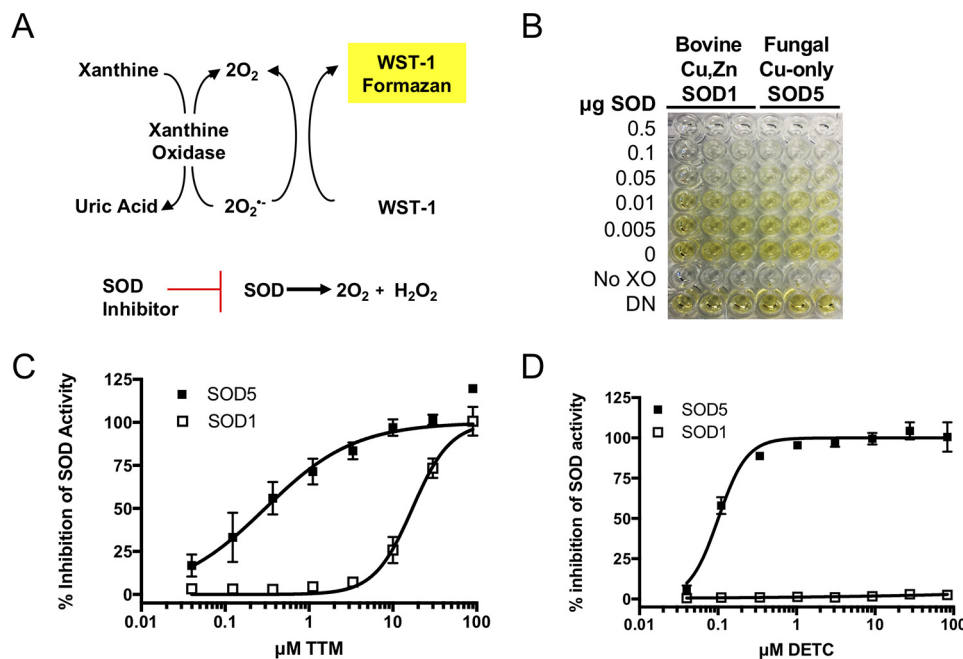 A
Xanthine
2O₂
WST-1
Formazan
Xanthine
Oxidase
Uric Acid
2O₂•-
WST-1
SOD
Inhibitor
SOD
2O₂ + H₂O₂
B
Bovine
Cu,Zn
SOD1
Fungal
Cu-only
SOD5
µg SOD
0.5
0.1
0.05
0.01
0.005
0
No XO
DN
C
% Inhibition of SOD Activity
125
100
75
50
25
0
SOD5
SOD1
0.01
0.1
1
10
100
µM TTM
D
% inhibition of SOD activity
125
100
75
50
25
0
SOD5
SOD1
0.01
0.1
1
10
100
µM DETC